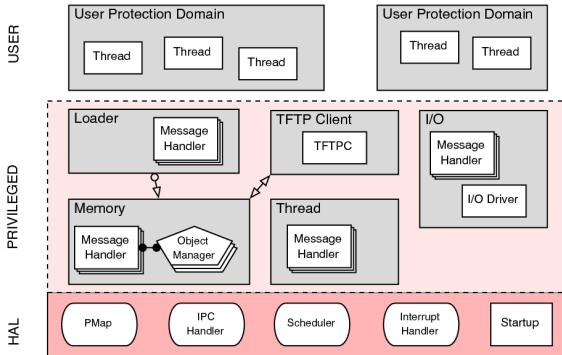 USER
User Protection Domain
Thread
Thread
Thread
User Protection Domain
Thread
Thread
PRIVILEGED
Loader
Message
Handler
TFTP Client
TFTPC
I/O
Message
Handler
I/O Driver
Memory
Message
Handler
Object
Manager
Thread
Message
Handler
HAL
PMap
IPC
Handler
Scheduler
Interrupt
Handler
Startup